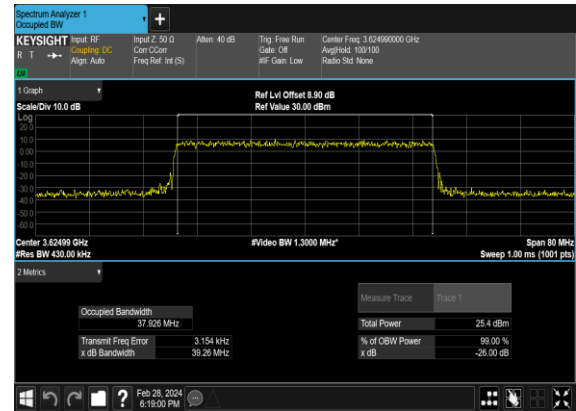 Spectrum Analyzer 1
Occupied BW
KEYSIGHT
R T
LXI
Input: RF
Coupling: DC
Align: Auto
Input Z: 50 Ω
Corr CCorr
Freq Ref: Int (S)
Atten: 40 dB
Trig: Free Run
Gate: Off
#IF Gain: Low
Center Freq: 3.624990000 GHz
Avg|Hold: 100/100
Radio Std: None
1 Graph
Scale/Div 10.0 dB
Ref Lvl Offset 8.90 dB
Ref Value 30.00 dBm
Log
20.0
10.0
0.00
-10.0
-20.0
-30.0
-40.0
-50.0
-60.0
Center 3.62499 GHz
#Res BW 430.00 kHz
#Video BW 1.3000 MHz*
Span 80 MHz
Sweep 1.00 ms (1001 pts)
2 Metrics
Occupied Bandwidth
37.926 MHz
Transmit Freq Error 3.154 kHz
x dB Bandwidth 39.26 MHz
Measure Trace Trace 1
Total Power 25.4 dBm
% of OBW Power 99.00 %
x dB -26.00 dB
?
Feb 28, 2024
6:19:00 PM